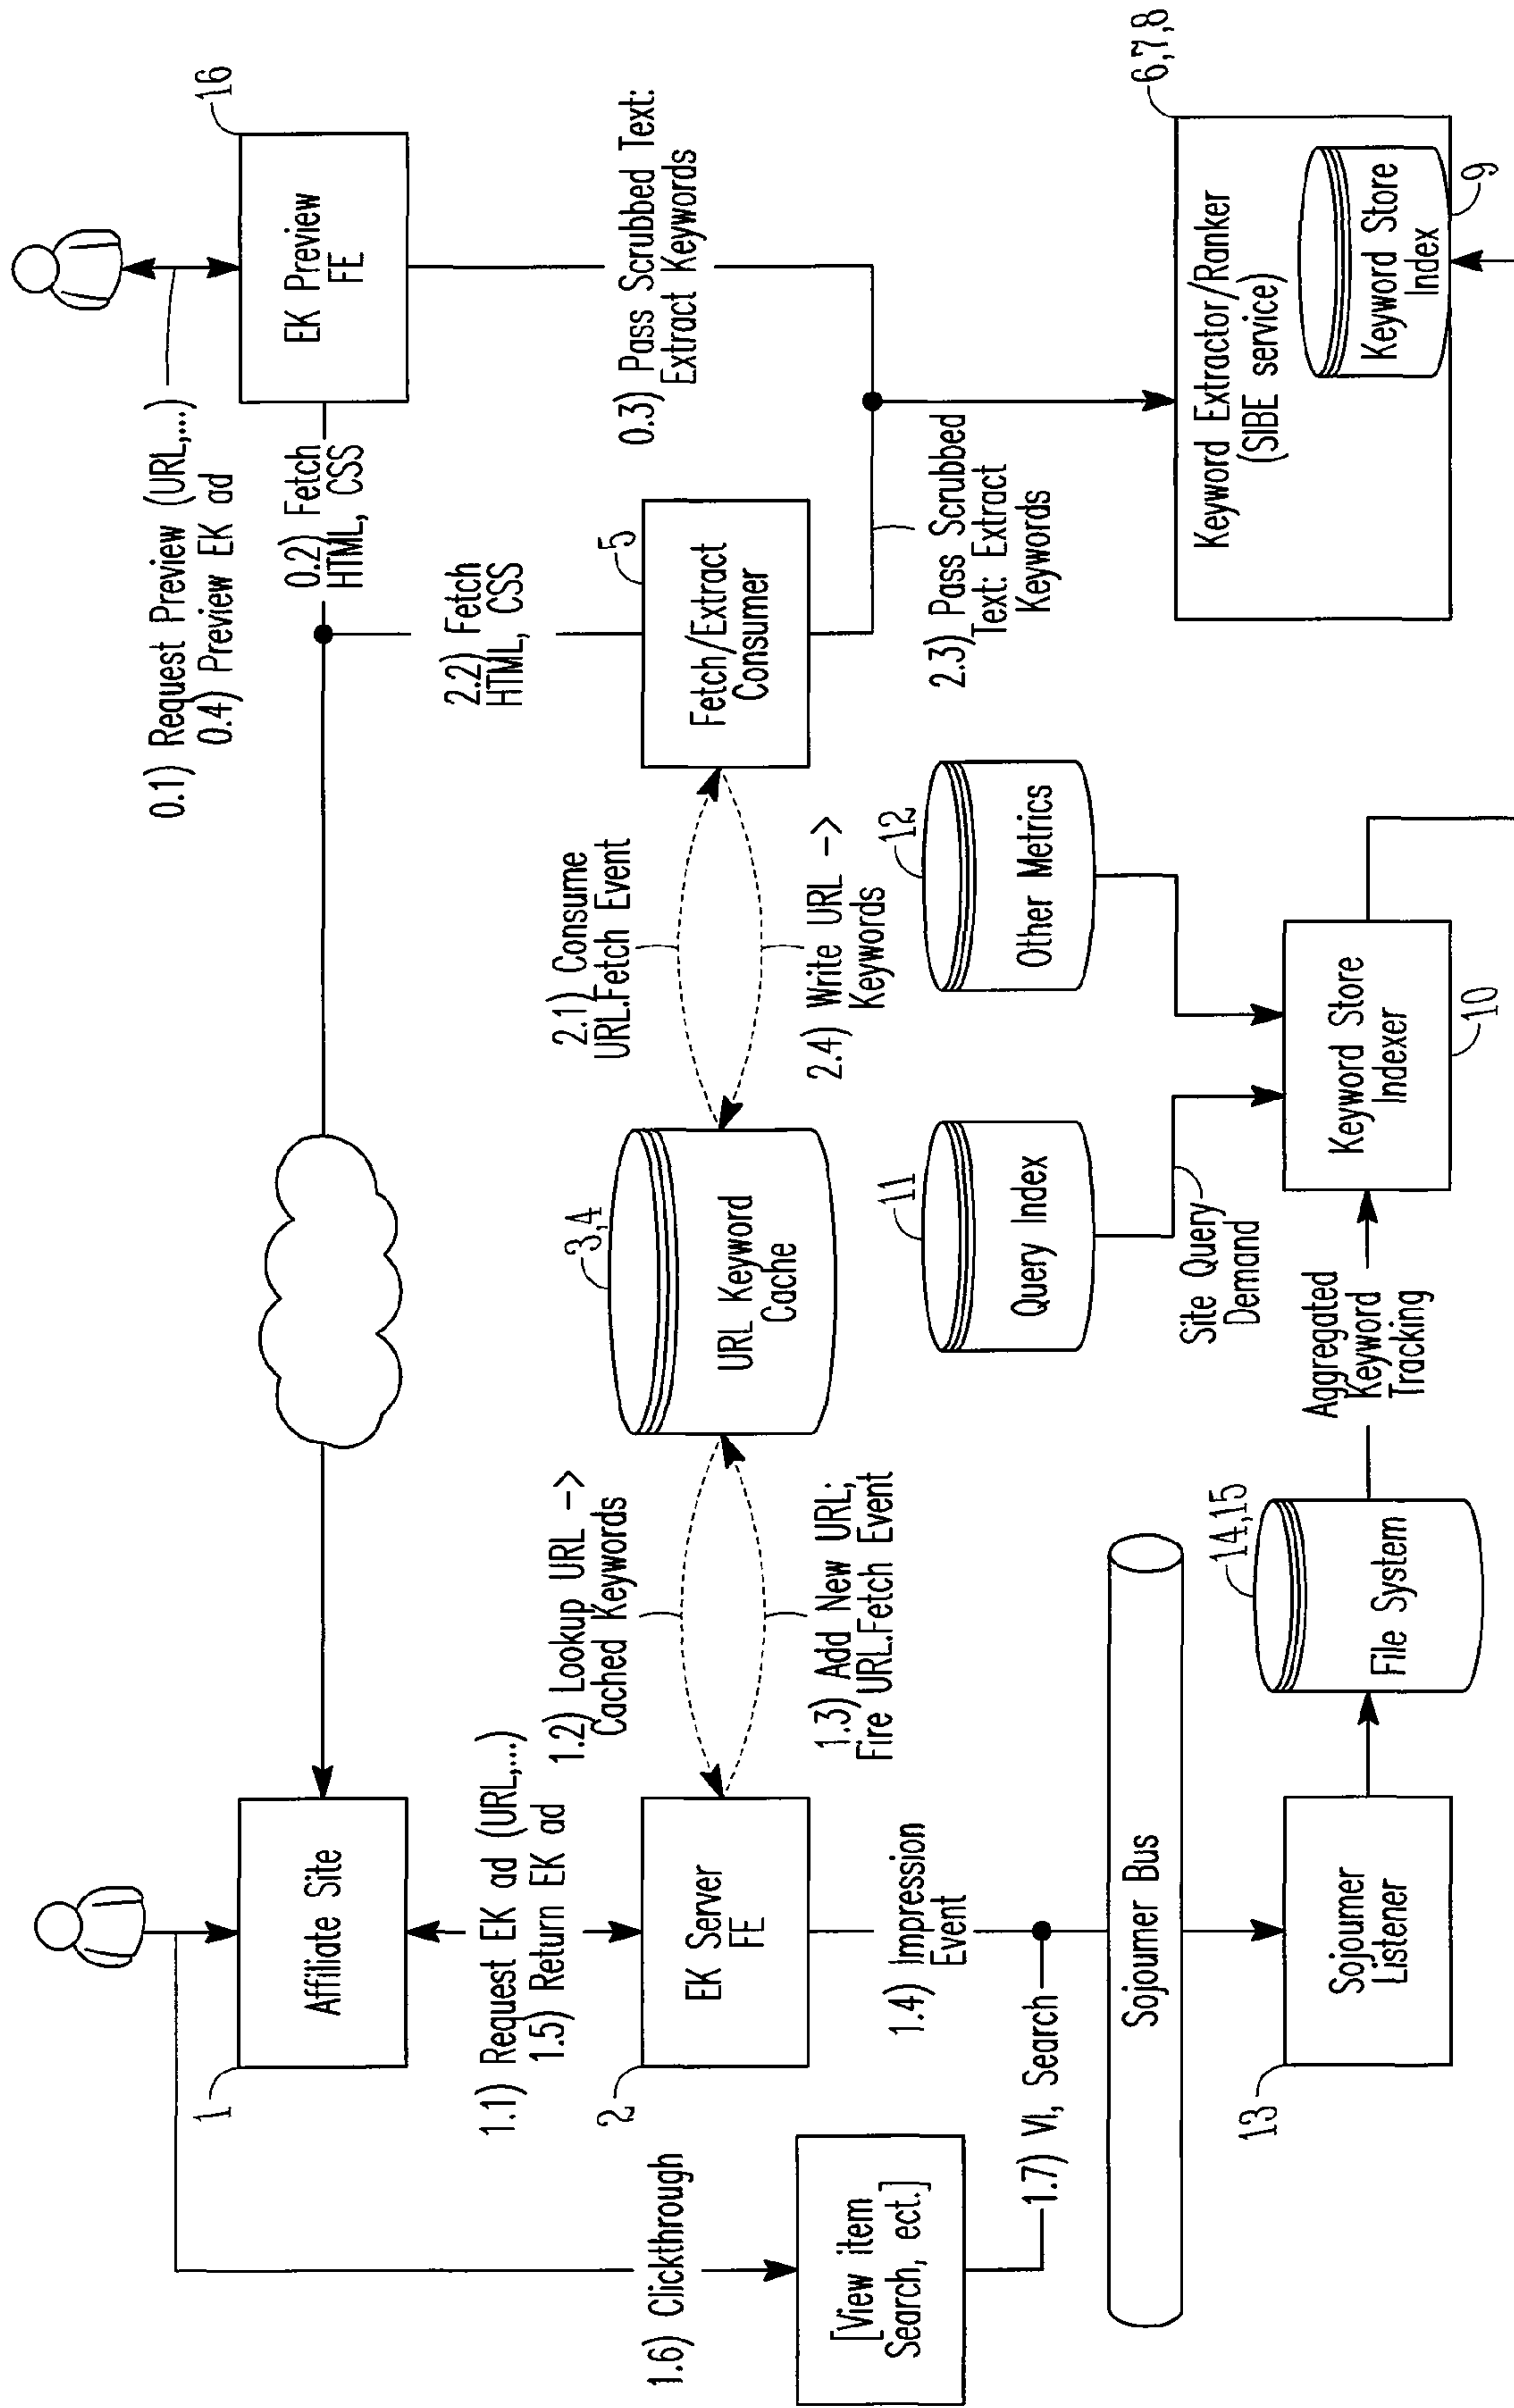 16
EK Preview
FE
0.1) Request Preview (URL,...)
0.4) Preview EK ad
0.2) Fetch
HTML, CSS
0.3) Pass Scrubbed Text:
Extract Keywords
1
Affiliate Site
1.1) Request EK ad (URL,...)
1.5) Return EK ad
2
EK Server
FE
1.2) Lookup URL ->
Cached Keywords
1.3) Add New URL;
Fire URL.Fetch Event
3,4
URL Keyword
Cache
2.1) Consume
URL.Fetch Event
2.4) Write URL ->
Keywords
2.2) Fetch
HTML, CSS
5
Fetch/Extract
Consumer
2.3) Pass Scrubbed
Text: Extract
Keywords
6,7,8
Keyword Extractor/Ranker
(SIBE service)
Keyword Store
Index
9
1.6) Clickthrough
[View item
Search, ect.]
1.4) Impression
Event
1.7) VI, Search
Sojourner Bus
13
Sojourner
Listener
14,15
File System
Aggregated
Keyword
Tracking
11
Query Index
Site Query
Demand
12
Other Metrics
Keyword Store
Indexer
10